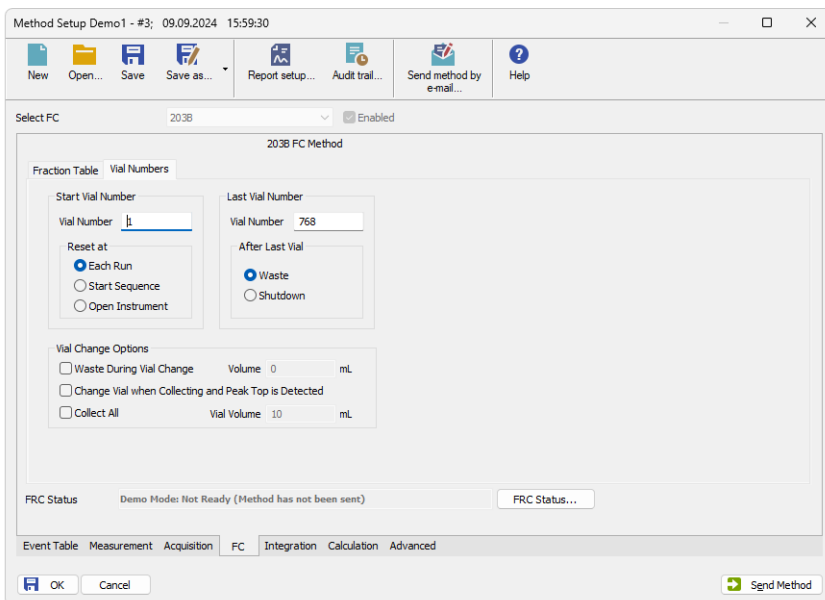 Method Setup Demo1 - #3; 09.09.2024 15:59:30
New Open... Save Save as... Report setup... Audit trail... Send method by e-mail... Help
Select FC 203B Enabled
203B FC Method
Fraction Table Vial Numbers
Start Vial Number Last Vial Number
Vial Number 1 Vial Number 768
Reset at After Last Vial
Each Run
Waste
Start Sequence
Shutdown
Open Instrument
Vial Change Options
Waste During Vial Change Volume 0 mL
Change Vial when Collecting and Peak Top is Detected
Collect All Vial Volume 10 mL
FRC Status Demo Mode: Not Ready (Method has not been sent) FRC Status...
Event Table Measurement Acquisition FC Integration Calculation Advanced
OK Cancel Send Method